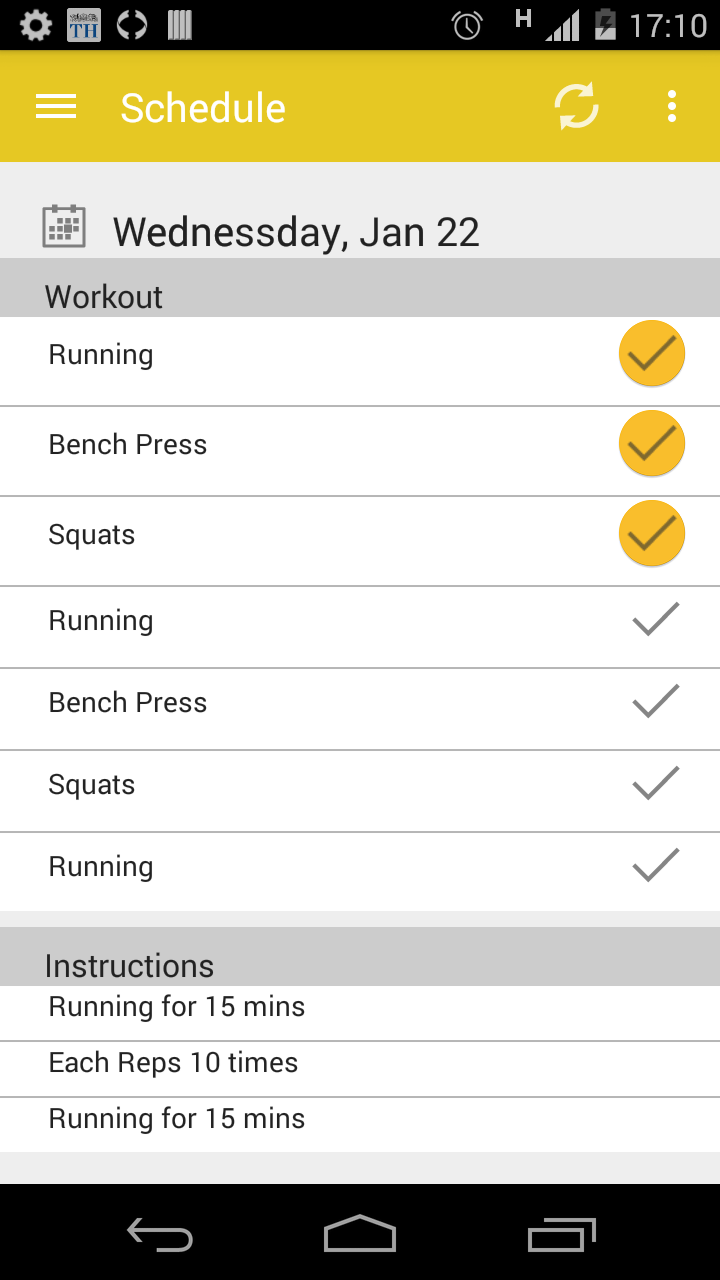 TH
H
17:10
Schedule
Wednessday, Jan 22
Workout
Running
Bench Press
Squats
Running
Bench Press
Squats
Running
Instructions
Running for 15 mins
Each Reps 10 times
Running for 15 mins